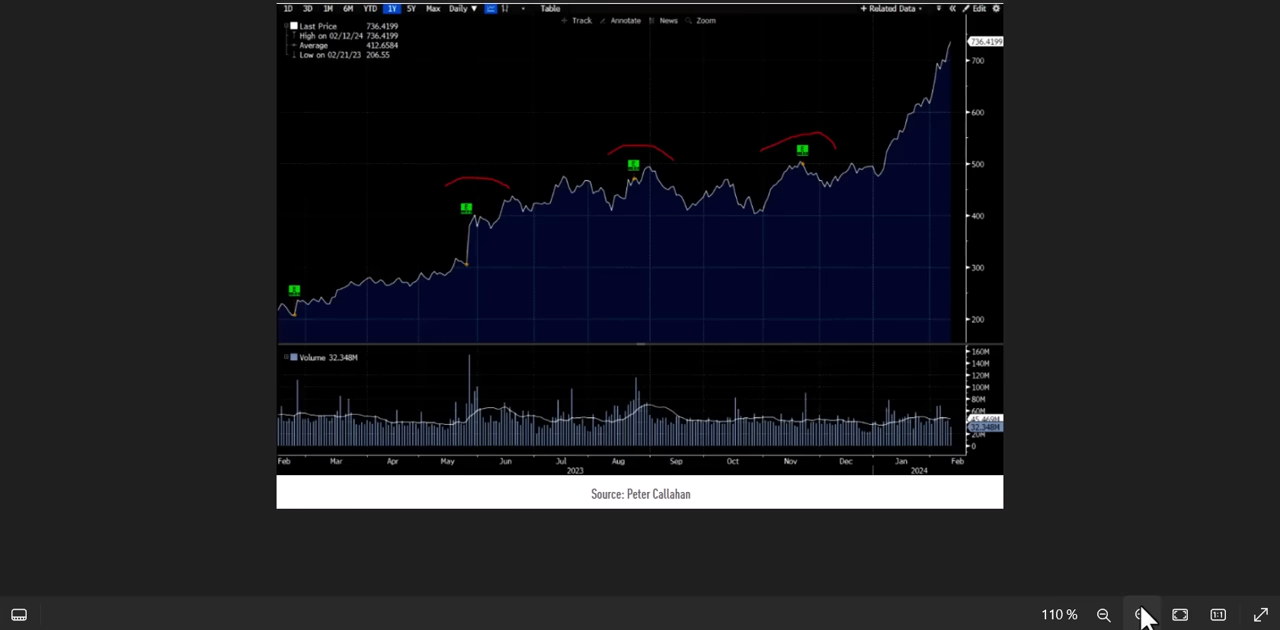 1D 3D 1M 6M YTD 1Y 5Y Max Daily ▼ Table + Related Data « Edit
Track Annotate News Zoom
Last Price 736.4199
High on 02/12/24 736.4199
Average 412.6584
Low on 02/21/23 206.55
736.4199
700
600
500
400
300
200
Volume 32.348M
160M
140M
120M
100M
80M
60M
45.469M
32.348M
20M
0
Feb Mar Apr May Jun Jul Aug Sep Oct Nov Dec Jan Feb
2023 2024
Source: Peter Callahan
110 % 1:1